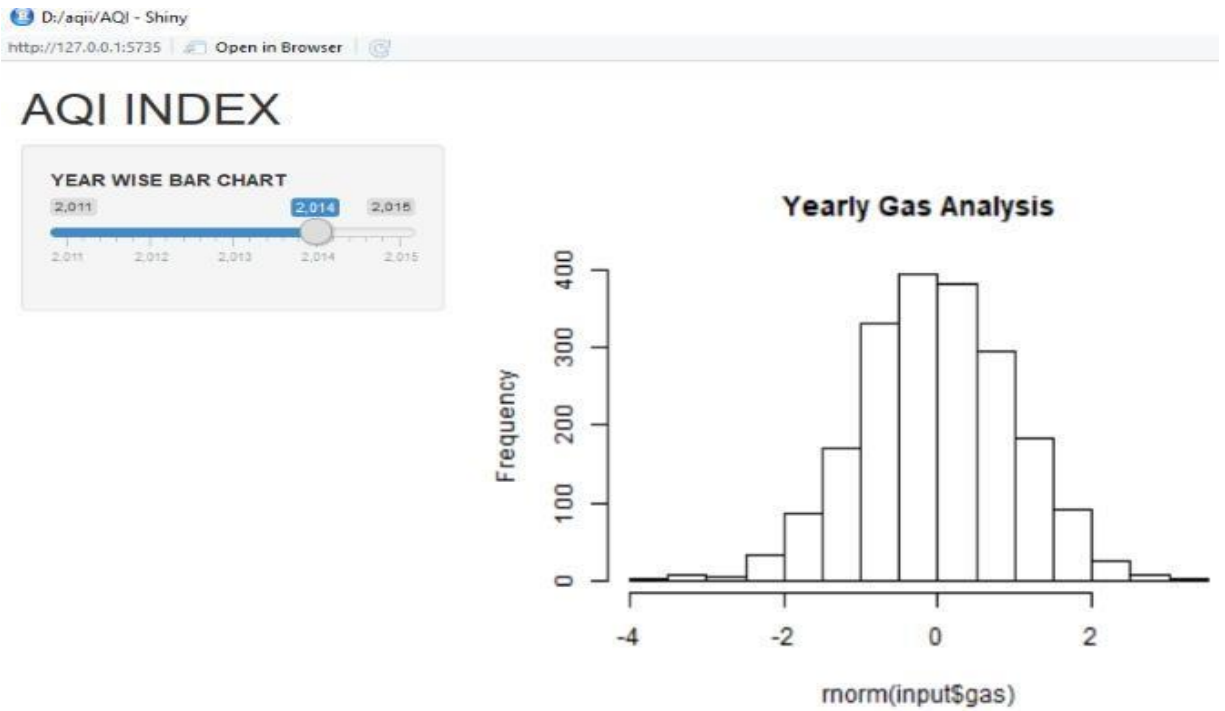 D:/aqii/AQI - Shiny
http://127.0.0.1:5735 Open in Browser
AQI INDEX
YEAR WISE BAR CHART
2,011 2,014 2,015
2,011 2,012 2,013 2,014 2,015
Yearly Gas Analysis
400
300
200
100
0
Frequency
-4 -2 0 2
rnorm(input$gas)